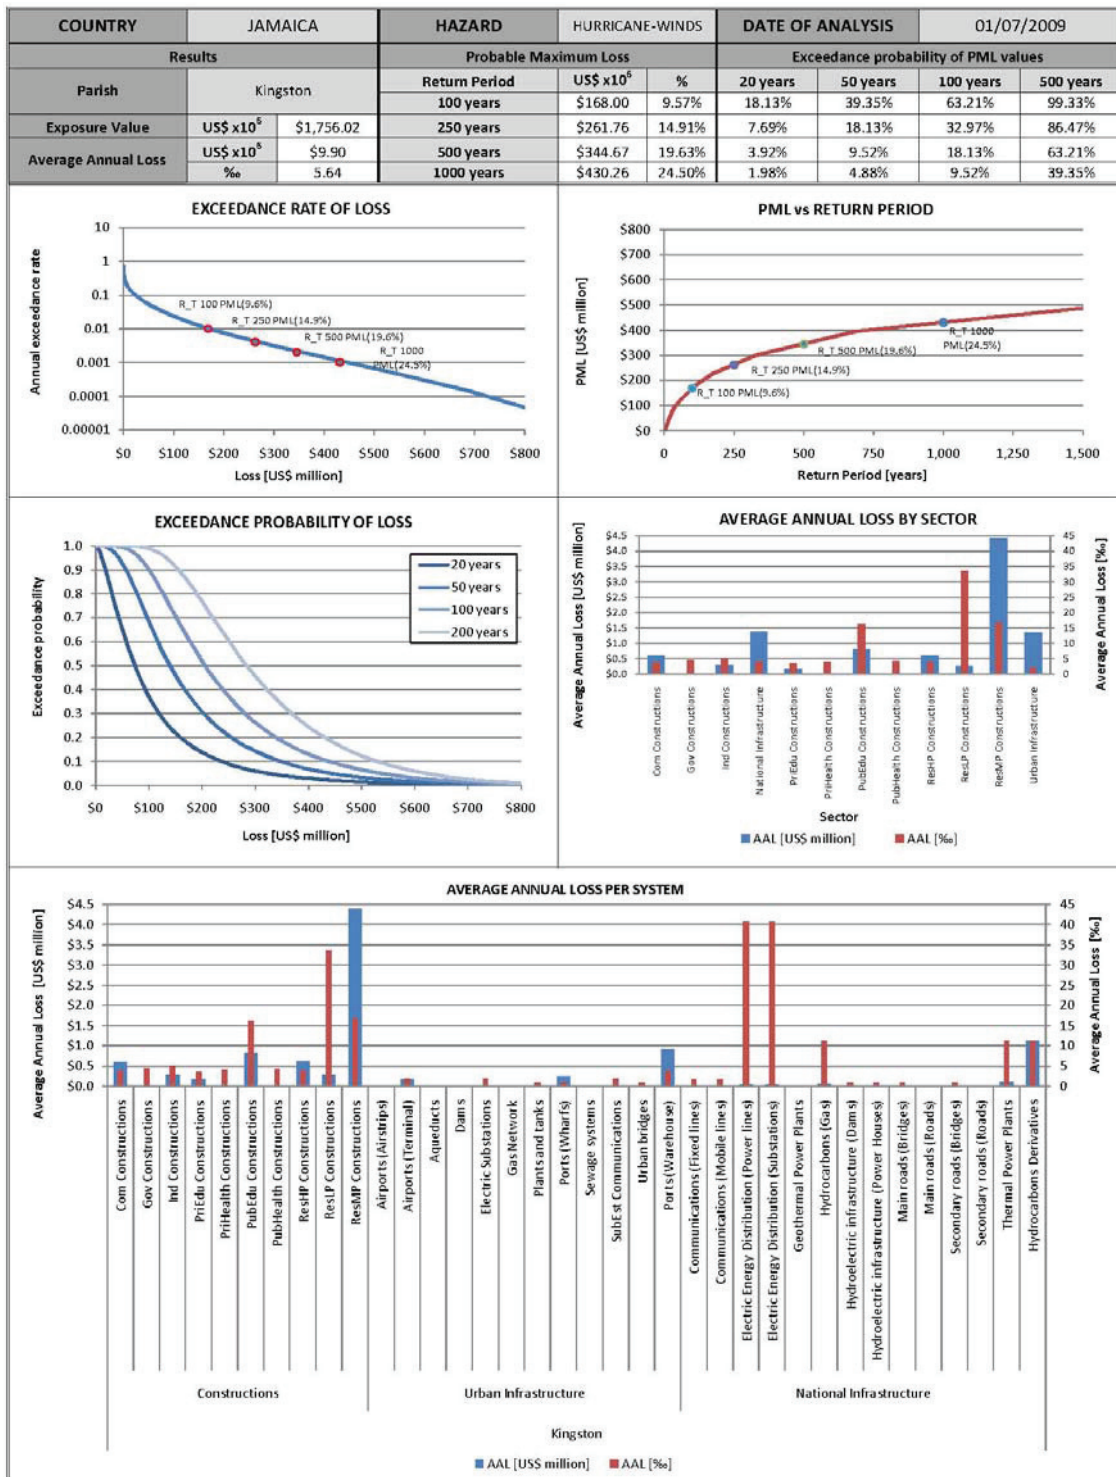 COUNTRY JAMAICA HAZARD HURRICANE-WINDS DATE OF ANALYSIS 01/07/2009
Results Probable Maximum Loss Exceedance probability of PML values
Parish Kingston Return Period US$ x10⁶ % 20 years 50 years 100 years 500 years
100 years $168.00 9.57% 18.13% 39.35% 63.21% 99.33%
Exposure Value US$ x10⁶ $1,756.02 250 years $261.76 14.91% 7.69% 18.13% 32.97% 86.47%
Average Annual Loss US$ x10⁶ $9.90 500 years $344.67 19.63% 3.92% 9.52% 18.13% 63.21%
‰ 5.64 1000 years $430.26 24.50% 1.98% 4.88% 9.52% 39.35%
EXCEEDANCE RATE OF LOSS
Annual exceedance rate
10
1
0.1
0.01
0.001
0.0001
0.00001
R_T 100 PML(9.6%)
R_T 250 PML(14.9%)
R_T 500 PML(19.6%)
R_T 1000
PML(24.5%)
$0 $100 $200 $300 $400 $500 $600 $700 $800
Loss [US$ million]
PML vs RETURN PERIOD
PML [US$ million]
$800
$700
$600
$500
$400
$300
$200
$100
$0
R_T 1000
PML(24.5%)
R_T 500 PML(19.6%)
R_T 250 PML(14.9%)
R_T 100 PML(9.6%)
0 250 500 750 1,000 1,250 1,500
Return Period [years]
EXCEEDANCE PROBABILITY OF LOSS
Exceedance probability
1.0
0.9
0.8
0.7
0.6
0.5
0.4
0.3
0.2
0.1
0.0
20 years
50 years
100 years
200 years
$0 $100 $200 $300 $400 $500 $600 $700 $800
Loss [US$ million]
AVERAGE ANNUAL LOSS BY SECTOR
Average Annual Loss [US$ million]
$4.5 45
$4.0 40
$3.5 35
$3.0 30
$2.5 25
$2.0 20
$1.5 15
$1.0 10
$0.5 5
$0.0 0
Average Annual Loss [‰]
Com Constructions
Gov Constructions
Ind Constructions
National Infrastructure
PriEdu Constructions
PriHealth Constructions
PubEdu Constructions
PubHealth Constructions
ResHP Constructions
ResLP Constructions
ResMP Constructions
Urban Infrastructure
Sector
AAL [US$ million] AAL [‰]
AVERAGE ANNUAL LOSS PER SYSTEM
Average Annual Loss [US$ million]
$4.5 45
$4.0 40
$3.5 35
$3.0 30
$2.5 25
$2.0 20
$1.5 15
$1.0 10
$0.5 5
$0.0 0
Average Annual Loss [‰]
Com Constructions
Gov Constructions
Ind Constructions
PriEdu Constructions
PriHealth Constructions
PubEdu Constructions
PubHealth Constructions
ResHP Constructions
ResLP Constructions
ResMP Constructions
Airports (Airstrips)
Airports (Terminal)
Aqueducts
Dams
Electric Substations
Gas Network
Plants and tanks
Ports (Wharfs)
Sewage systems
SubEst Communications
Urban bridges
Ports (Warehouse)
Communications (Fixed lines)
Communications (Mobile lines)
Electric Energy Distribution (Power lines)
Electric Energy Distribution (Substations)
Geothermal Power Plants
Hydrocarbons (Gas)
Hydroelectric infrastructure (Dams)
Hydroelectric infrastructure (Power Houses)
Main roads (Bridges)
Main roads (Roads)
Secondary roads (Bridges)
Secondary roads (Roads)
Thermal Power Plants
Hydrocarbons Derivatives
Constructions Urban Infrastructure National Infrastructure
Kingston
AAL [US$ million] AAL [‰]